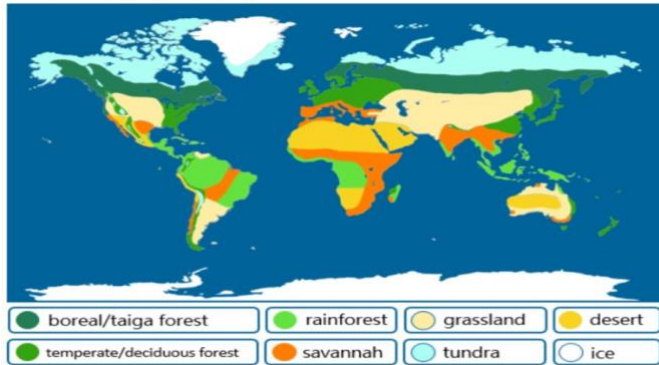 boreal/taiga forest
rainforest
grassland
desert
temperate/deciduous forest
savannah
tundra
ice